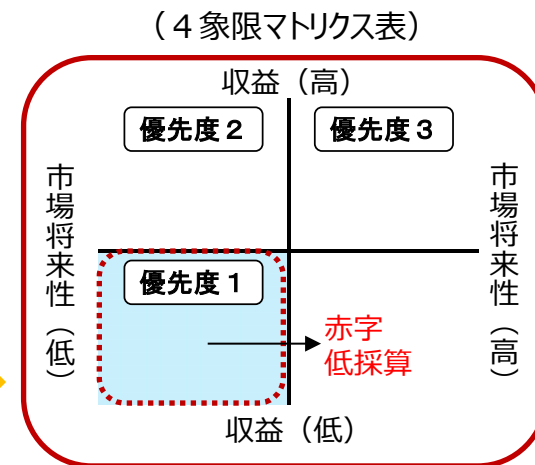 （４象限マトリクス表）
収益（高）
優先度２
優先度３
市場将来性（低）
市場将来性（高）
優先度１
赤字
低採算
収益（低）